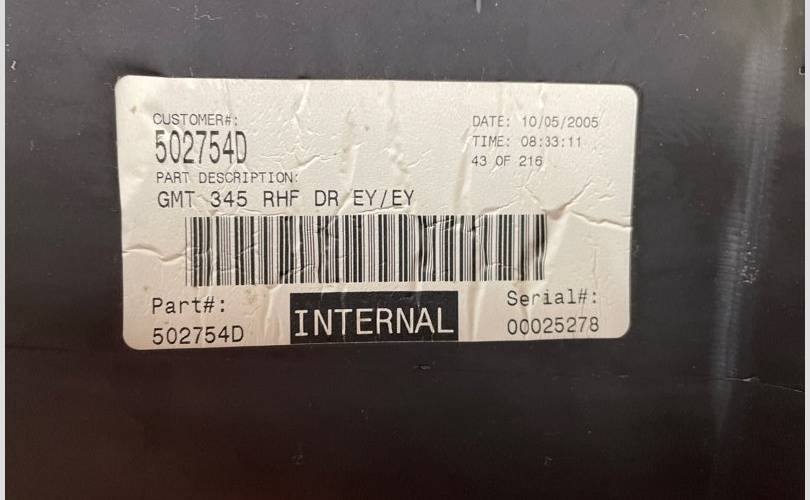 CUSTOMER#:
502754D
PART DESCRIPTION:
GMT 345 RHF DR EY/EY
DATE: 10/05/2005
TIME: 08:33:11
43 OF 216
Part#:
502754D
INTERNAL
Serial#:
00025278